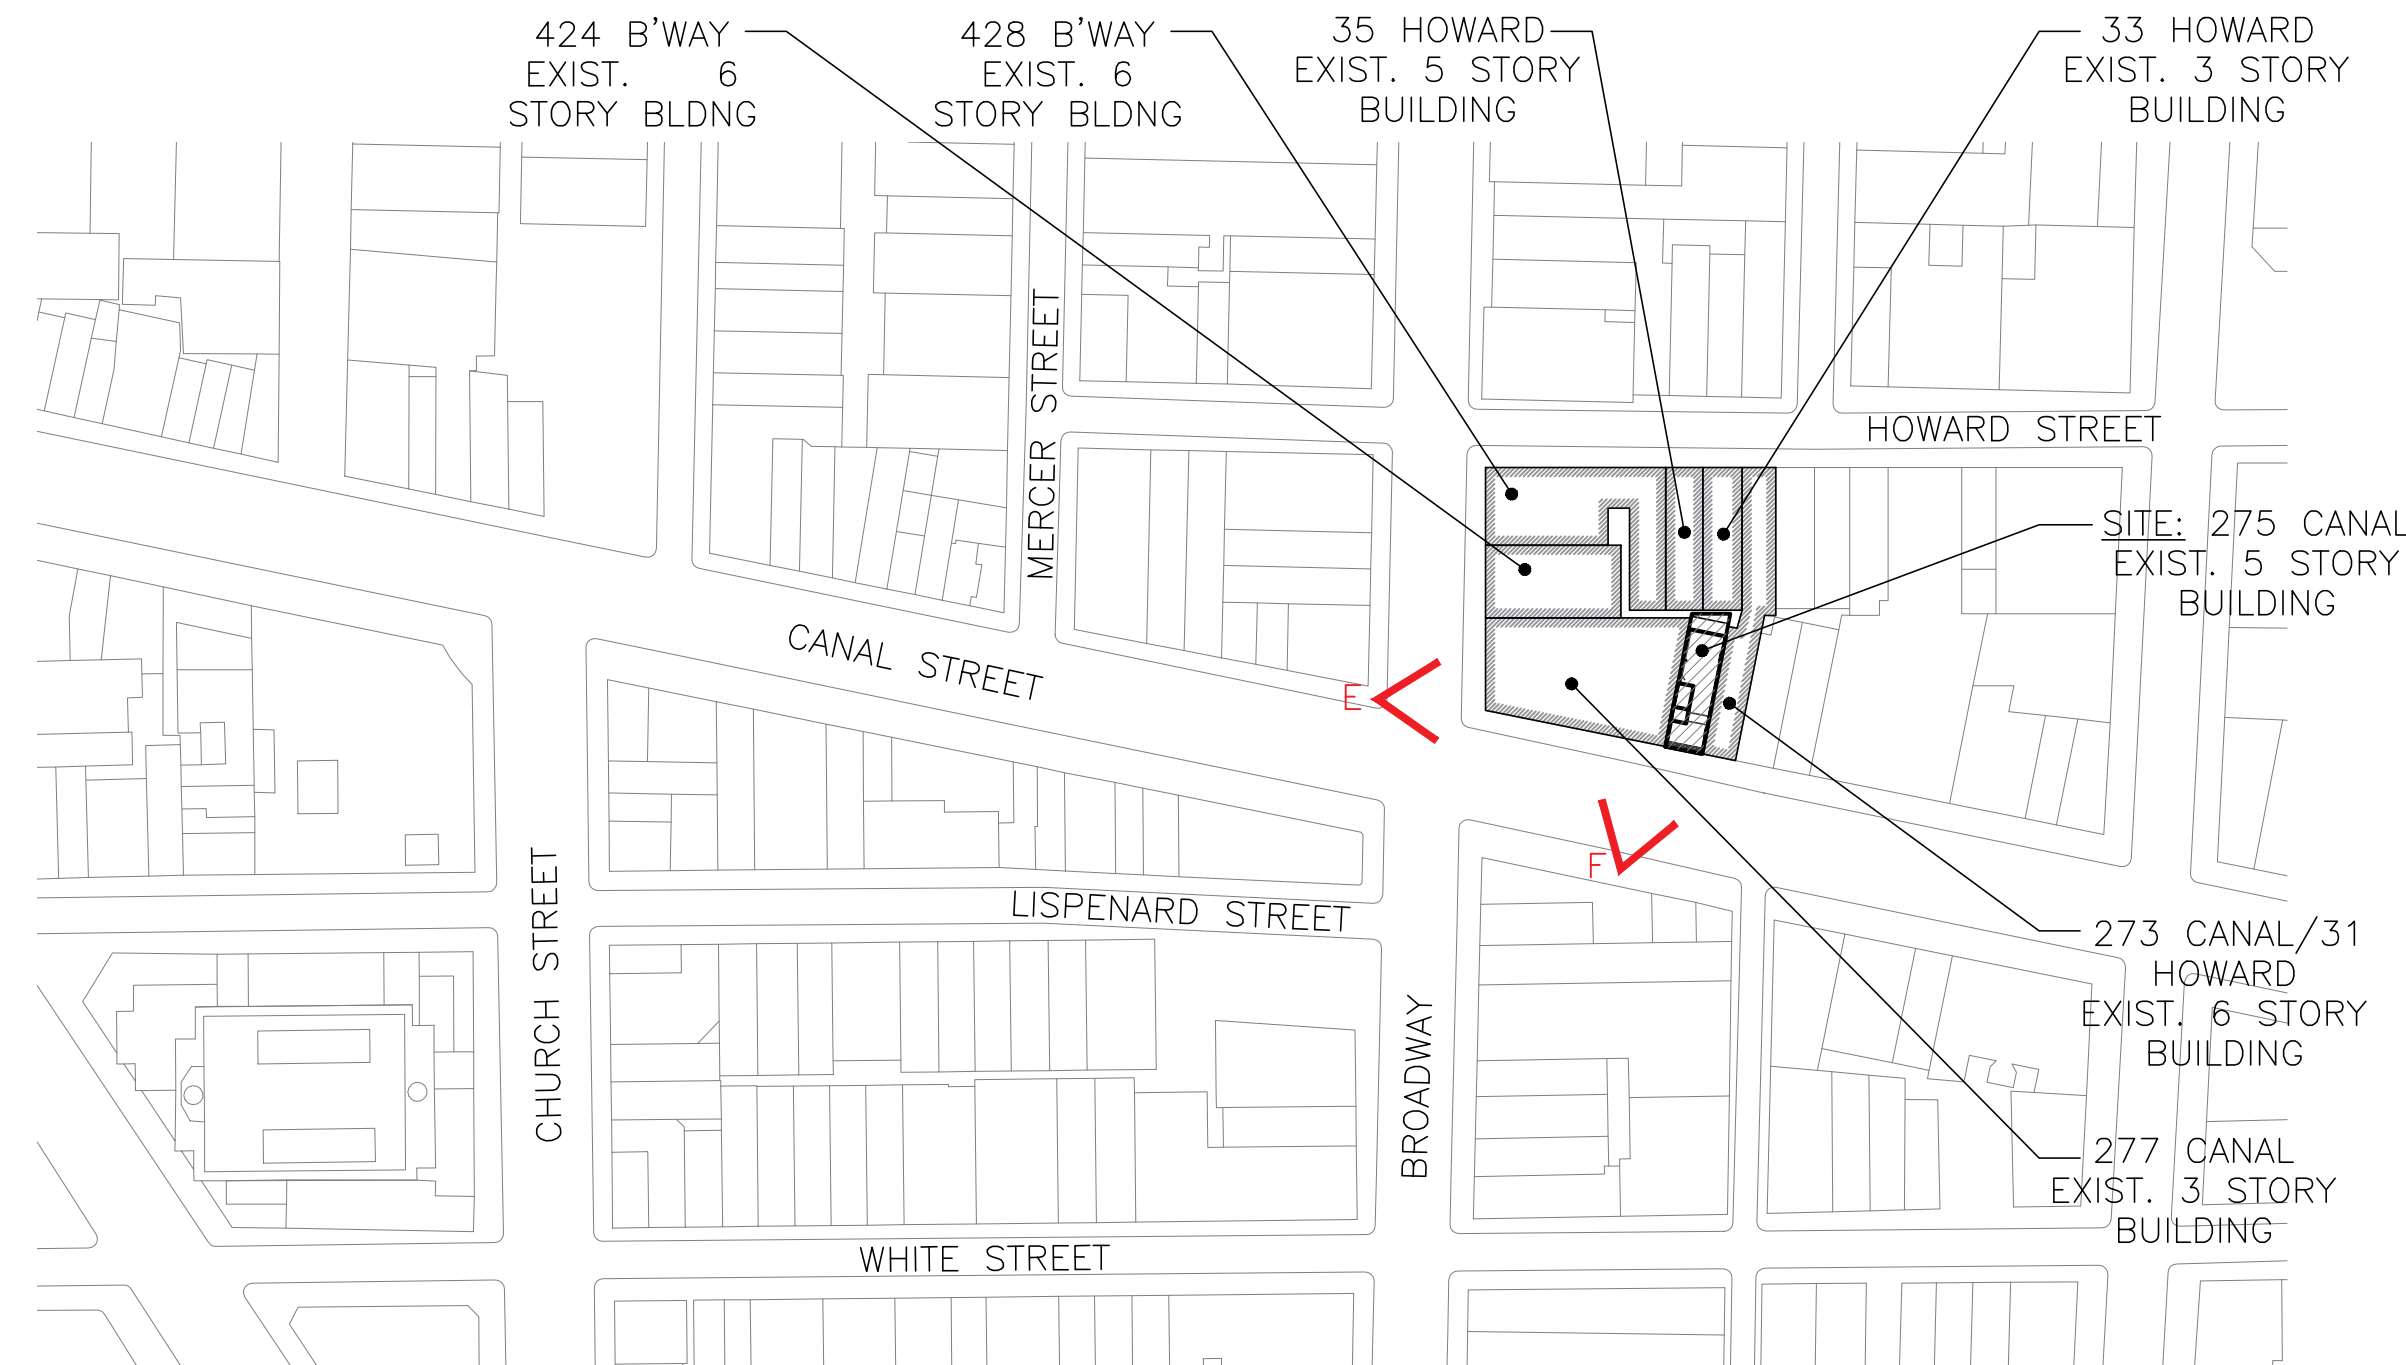 424 B'WAY
EXIST. 6
STORY BLDNG
428 B'WAY
EXIST. 6
STORY BLDNG
35 HOWARD
EXIST. 5 STORY
BUILDING
33 HOWARD
EXIST. 3 STORY
BUILDING
MERCER STREET
HOWARD STREET
SITE: 275 CANAL
EXIST. 5 STORY
BUILDING
CANAL STREET
E
F
CHURCH STREET
LISPENARD STREET
BROADWAY
273 CANAL/31
HOWARD
EXIST. 6 STORY
BUILDING
277 CANAL
EXIST. 3 STORY
BUILDING
WHITE STREET